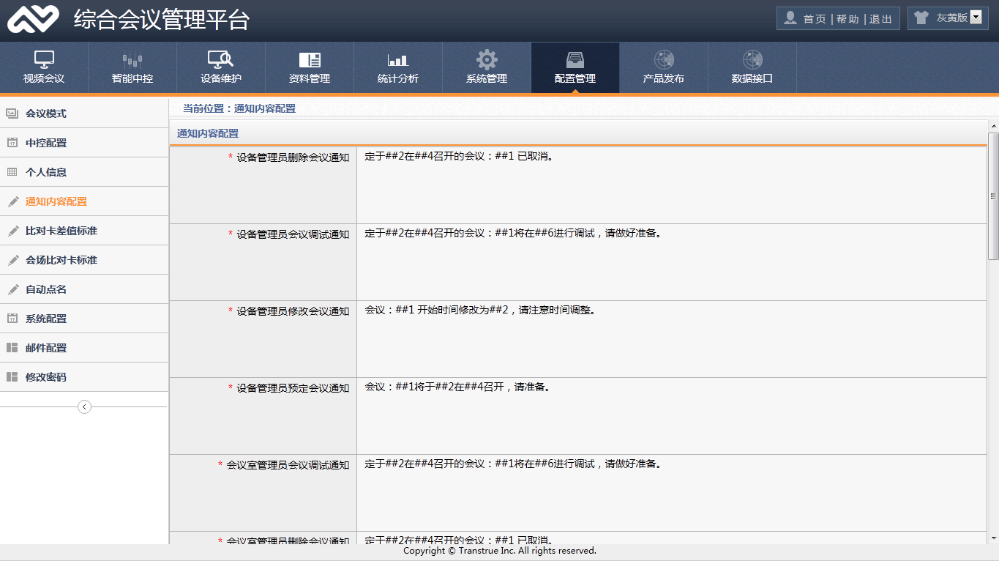 综合会议管理平台
首页 | 帮助 | 退出
灰黄版
视频会议 智能中控 设备维护 资料管理 统计分析 系统管理 配置管理 产品发布 数据接口
会议模式
中控配置
个人信息
通知内容配置
比对卡差值标准
会场比对卡标准
自动点名
系统配置
邮件配置
修改密码
当前位置：通知内容配置
通知内容配置
* 设备管理员删除会议通知 定于##2在##4召开的会议：##1 已取消。
* 设备管理员会议调试通知 定于##2在##4召开的会议：##1将在##6进行调试，请做好准备。
* 设备管理员修改会议通知 会议：##1 开始时间修改为##2，请注意时间调整。
* 设备管理员预定会议通知 会议：##1将于##2在##4召开，请准备。
* 会议室管理员会议调试通知 定于##2在##4召开的会议：##1将在##6进行调试，请做好准备。
* 会议室管理员删除会议通知 定于##2在##4召开的会议：##1 已取消。
Copyright © Transtrue Inc. All rights reserved.